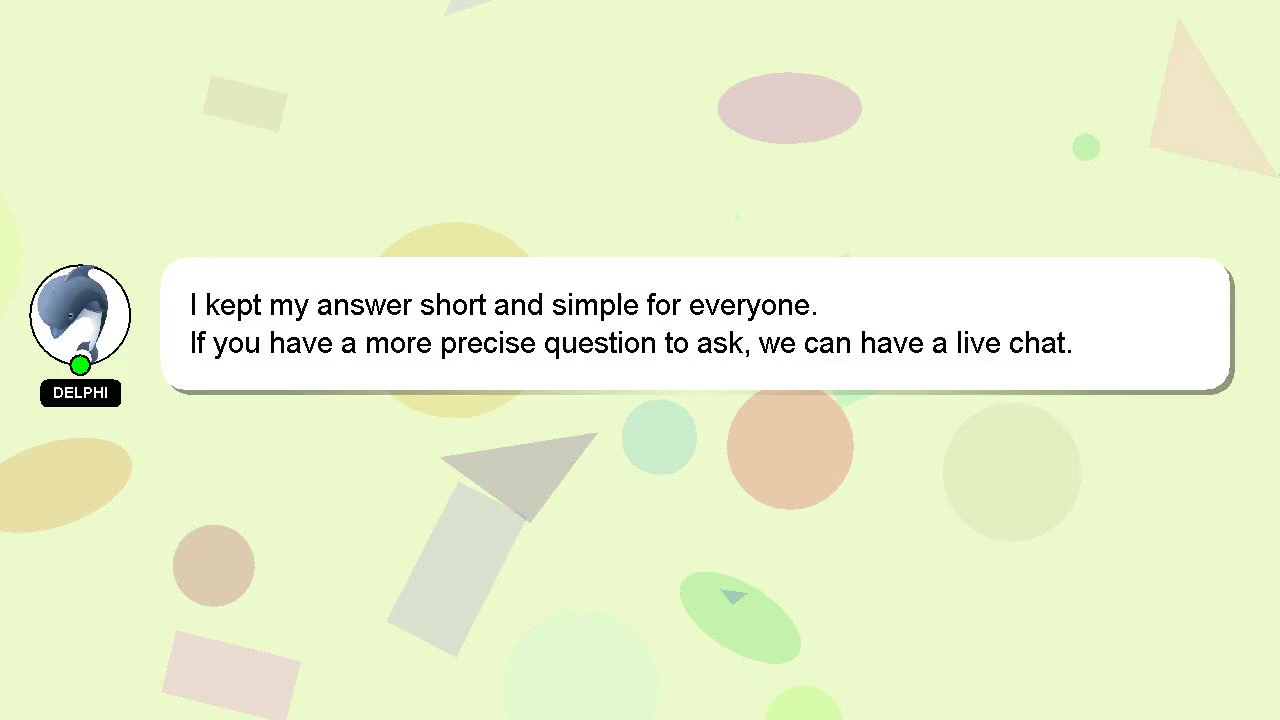 I kept my answer short and simple for everyone.
If you have a more precise question to ask, we can have a live chat.
DELPHI